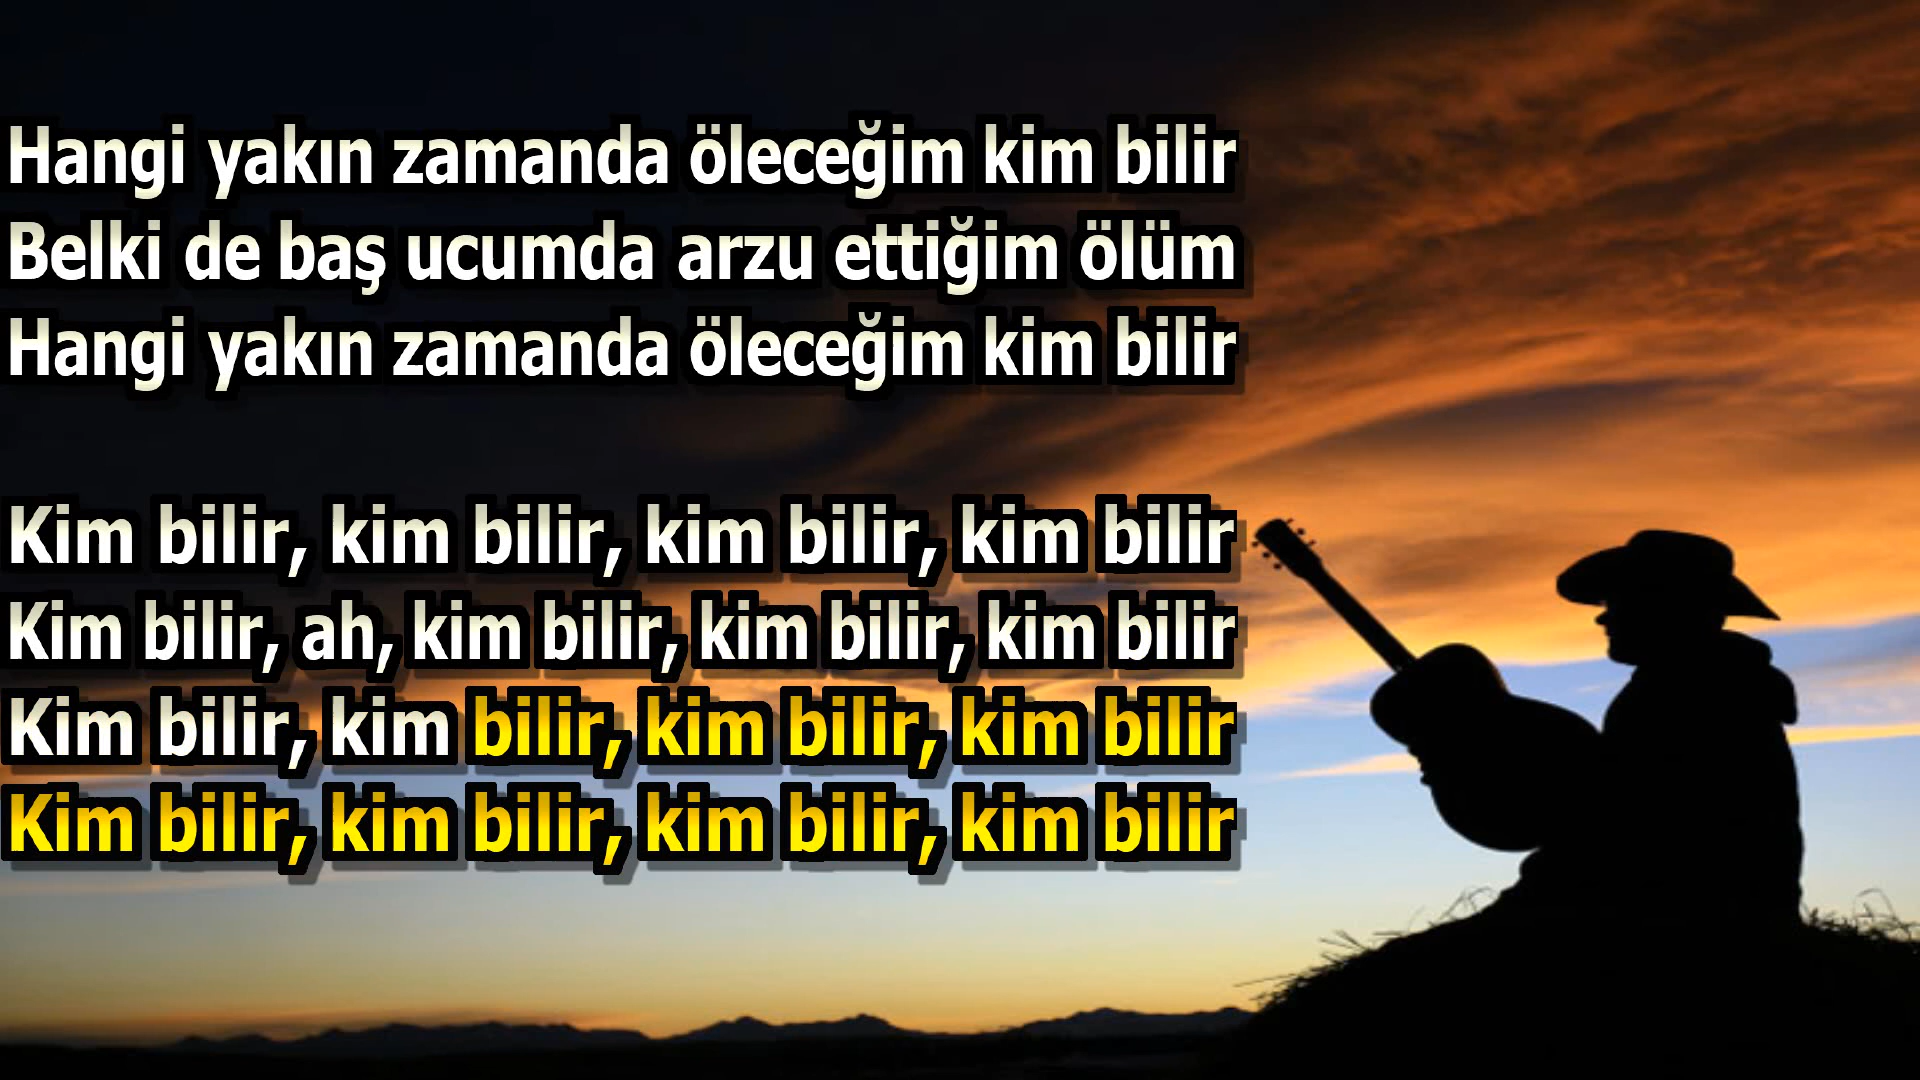 Hangi yakın zamanda öleceğim kim bilir
Belki de baş ucumda arzu ettiğim ölüm
Hangi yakın zamanda öleceğim kim bilir
Kim bilir, kim bilir, kim bilir, kim bilir
Kim bilir, ah, kim bilir, kim bilir, kim bilir
Kim bilir, kim bilir, kim bilir, kim bilir
Kim bilir, kim bilir, kim bilir, kim bilir